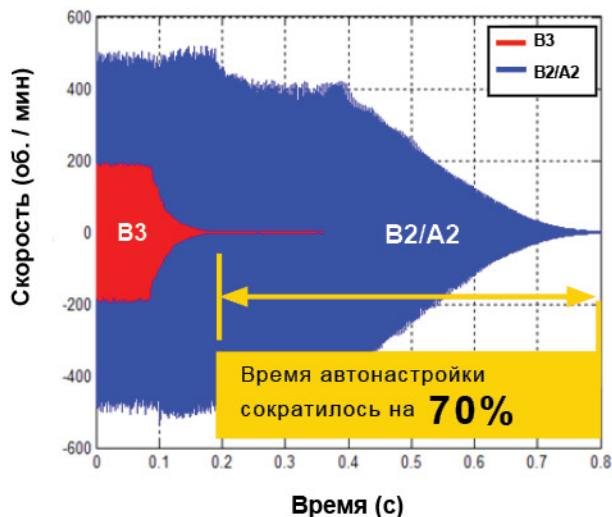 600
400
200
0
-200
-400
-600
0
0.1
0.2
0.3
0.4
0.5
0.6
0.7
0.8
Скорость (об. / мин)
Время (с)
B3
B2/A2
B3
B2/A2
Время автонастройки
сократилось на 70%